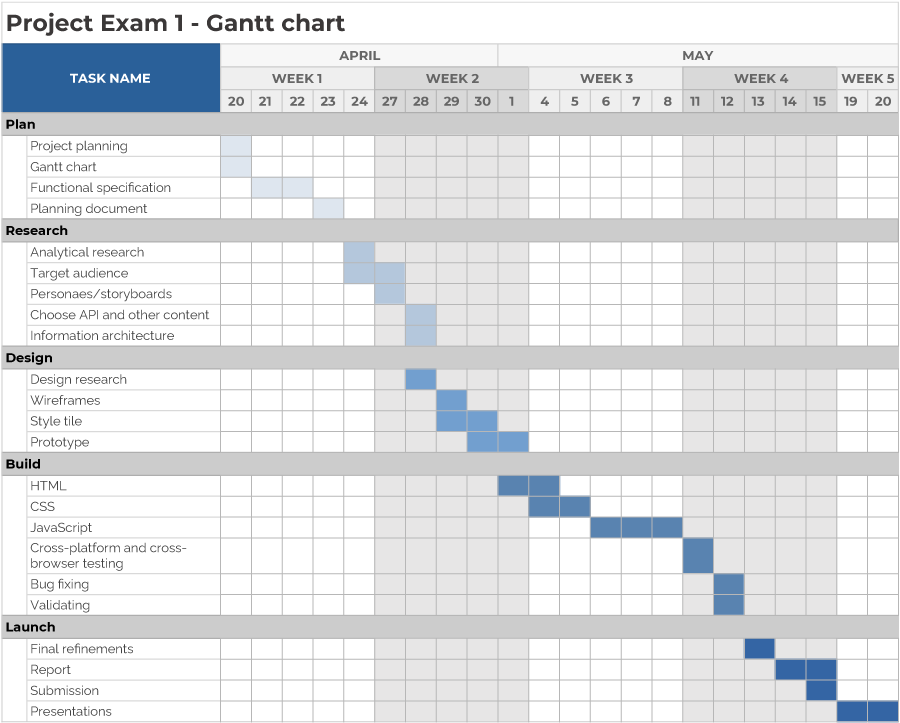 Project Exam 1 - Gantt chart
APRIL MAY
TASK NAME WEEK 1 WEEK 2 WEEK 3 WEEK 4 WEEK 5
20 21 22 23 24 27 28 29 30 1 4 5 6 7 8 11 12 13 14 15 19 20
Plan
Project planning
Gantt chart
Functional specification
Planning document
Research
Analytical research
Target audience
Personaes/storyboards
Choose API and other content
Information architecture
Design
Design research
Wireframes
Style tile
Prototype
Build
HTML
CSS
JavaScript
Cross-platform and cross-
browser testing
Bug fixing
Validating
Launch
Final refinements
Report
Submission
Presentations